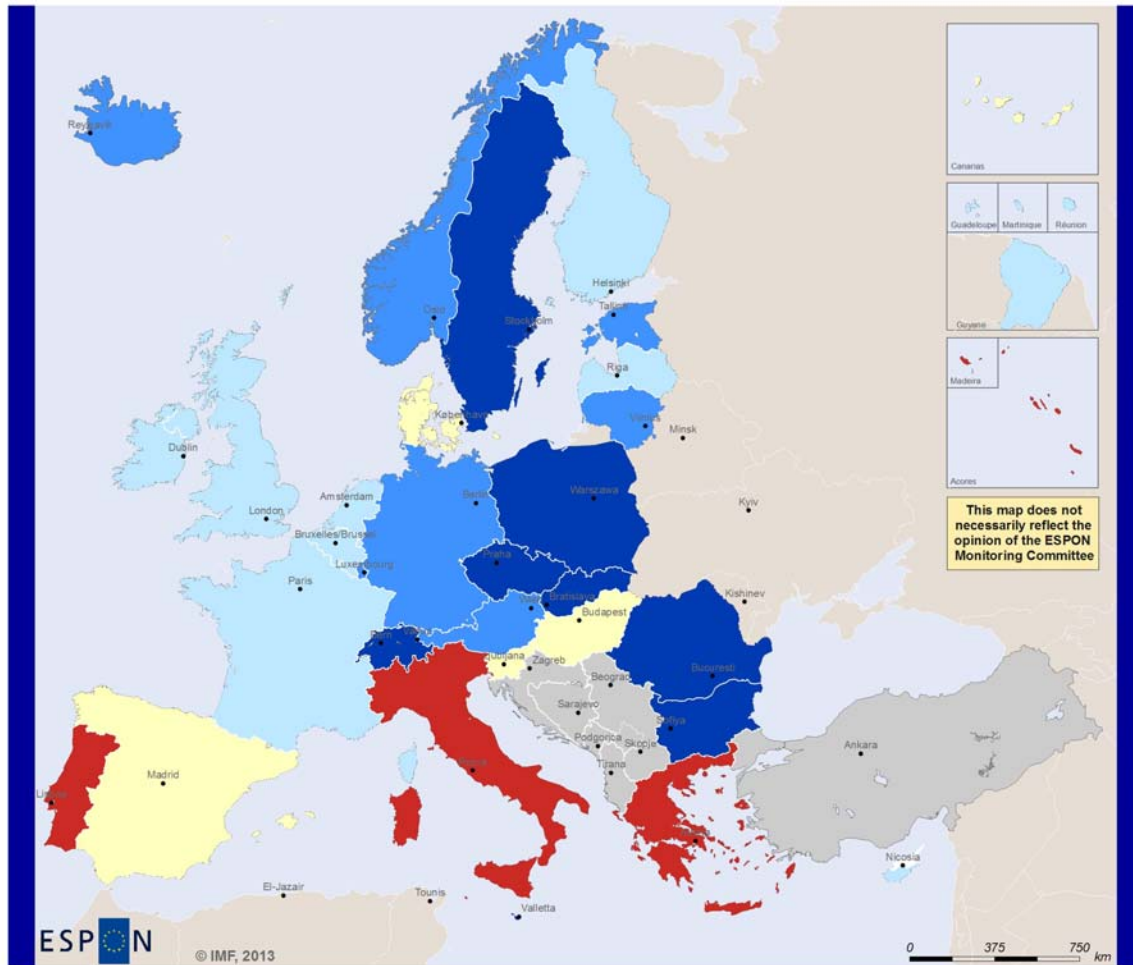 Reykjavik
Canarias
Guadeloupe
Martinique
Réunion
Guyane
Madeira
Acores
This map does not
necessarily reflect the
opinion of the ESPON
Monitoring Committee
Helsinki
Tallinn
Oslo
Stockholm
Riga
København
Vilnius
Minsk
Dublin
Amsterdam
Berlin
Warszawa
London
Kyiv
Bruxelles/Brussel
Luxembourg
Praha
Paris
Wien
Bratislava
Kishinev
Budapest
Bern
Vaduz
Ljubljana
Zagreb
Bucuresti
Beograd
Sarajevo
Sofiya
Podgorica
Skopje
Ankara
Tirana
Roma
Madrid
Lisboa
Nicosia
El-Jazair
Tounis
Valletta
ESPON
© IMF, 2013
0 375 750
km